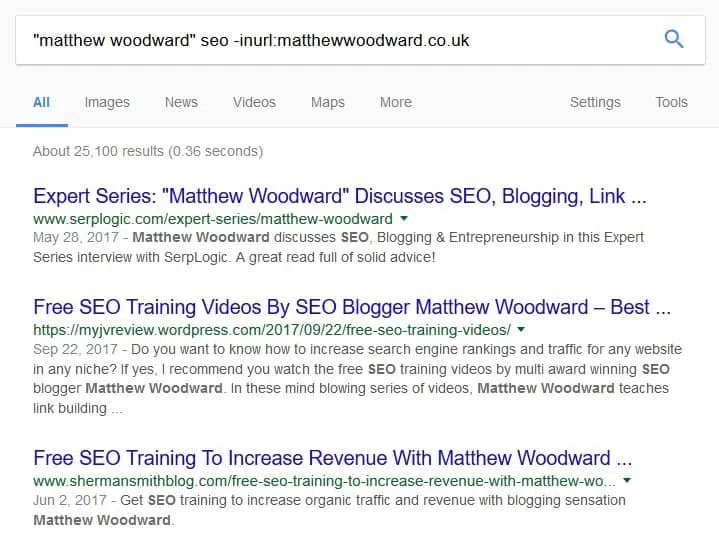 "matthew woodward" seo -inurl:matthewwoodward.co.uk
All Images News Videos Maps More Settings Tools
About 25,100 results (0.36 seconds)
Expert Series: "Matthew Woodward" Discusses SEO, Blogging, Link ...
www.serplogic.com/expert-series/matthew-woodward
May 28, 2017 - Matthew Woodward discusses SEO, Blogging & Entrepreneurship in this Expert
Series interview with SerpLogic. A great read full of solid advice!
Free SEO Training Videos By SEO Blogger Matthew Woodward – Best ...
https://myjvreview.wordpress.com/2017/09/22/free-seo-training-videos/
Sep 22, 2017 - Do you want to know how to increase search engine rankings and traffic for any website
in any niche? If yes, I recommend you watch the free SEO training videos by multi award winning SEO
blogger Matthew Woodward. In these mind blowing series of videos, Matthew Woodward teaches
link building ...
Free SEO Training To Increase Revenue With Matthew Woodward ...
www.shermansmithblog.com/free-seo-training-to-increase-revenue-with-matthew-wo...
Jun 2, 2017 - Get SEO training to increase organic traffic and revenue with blogging sensation
Matthew Woodward.